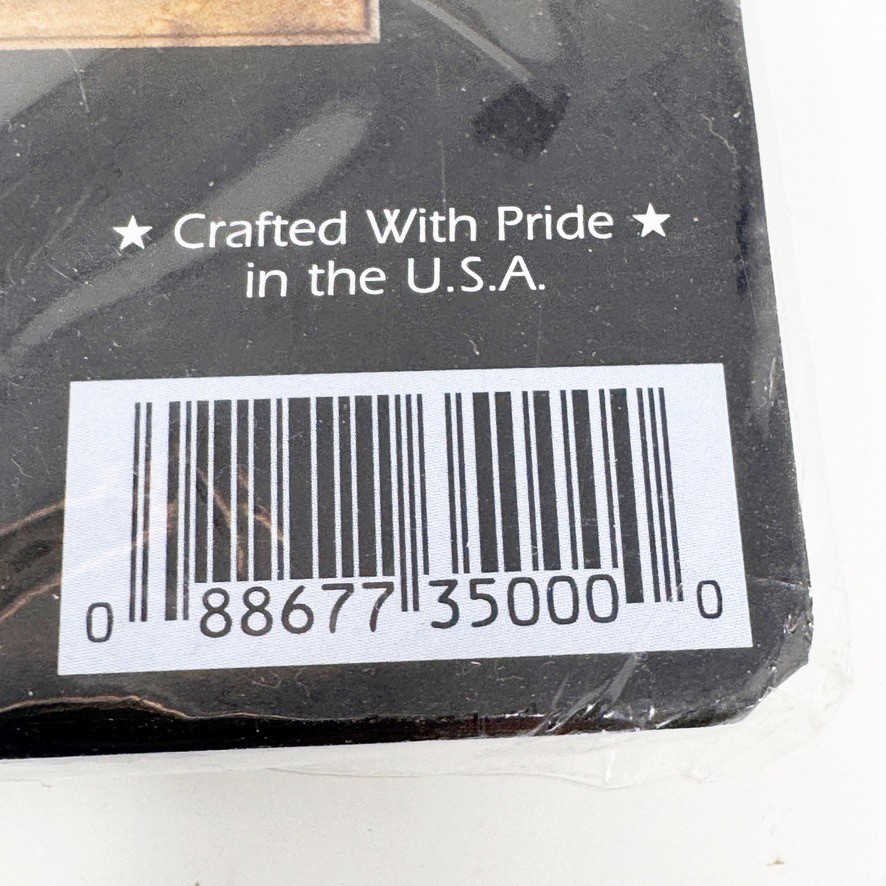 ★ Crafted With Pride ★
in the U.S.A.
0 88677 35000 0